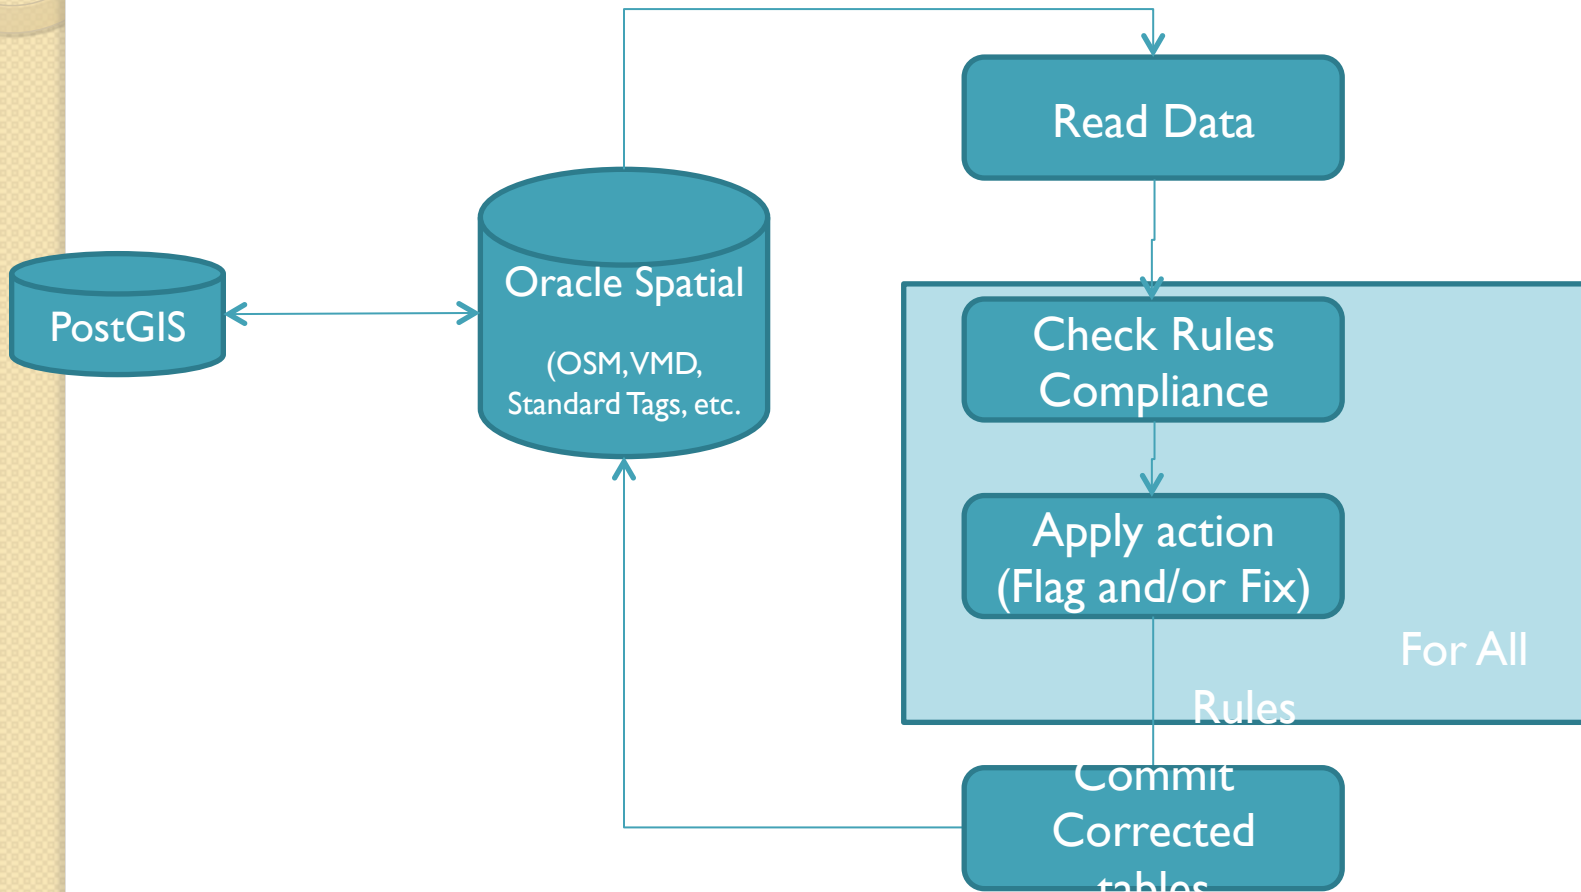 Read Data
PostGIS
Oracle Spatial
(OSM, VMD,
Standard Tags, etc.
Check Rules
Compliance
Apply action
(Flag and/or Fix)
For All
Rules
Commit
Corrected
tables